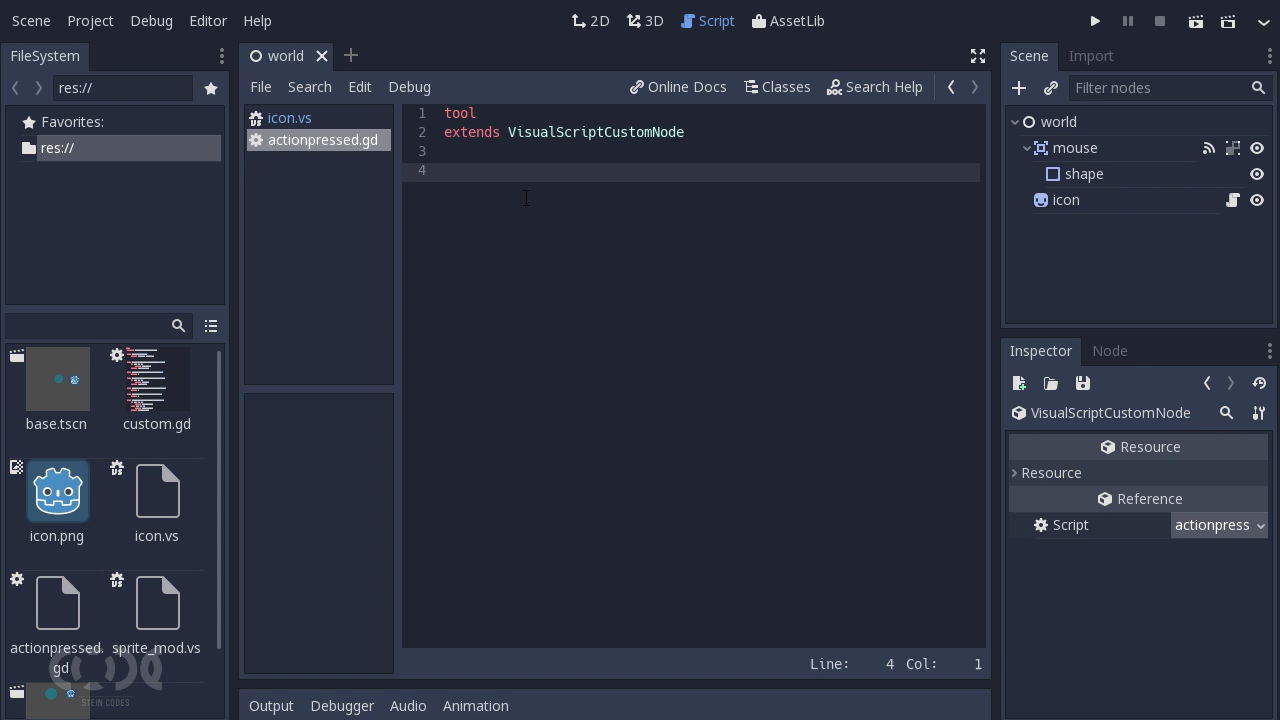 Scene Project Debug Editor Help
2D 3D Script AssetLib
FileSystem
res://
Favorites:
res://
base.tscn
custom.gd
icon.png
icon.vs
actionpressed.
gd
sprite_mod.vs
CODE
STEIN CODES
world
File Search Edit Debug
Online Docs Classes Search Help
icon.vs
actionpressed.gd
1 tool
2 extends VisualScriptCustomNode
3
4
Line: 4 Col: 1
Output Debugger Audio Animation
Scene Import
Filter nodes
world
mouse
shape
icon
Inspector Node
VisualScriptCustomNode
Resource
Resource
Reference
Script actionpress